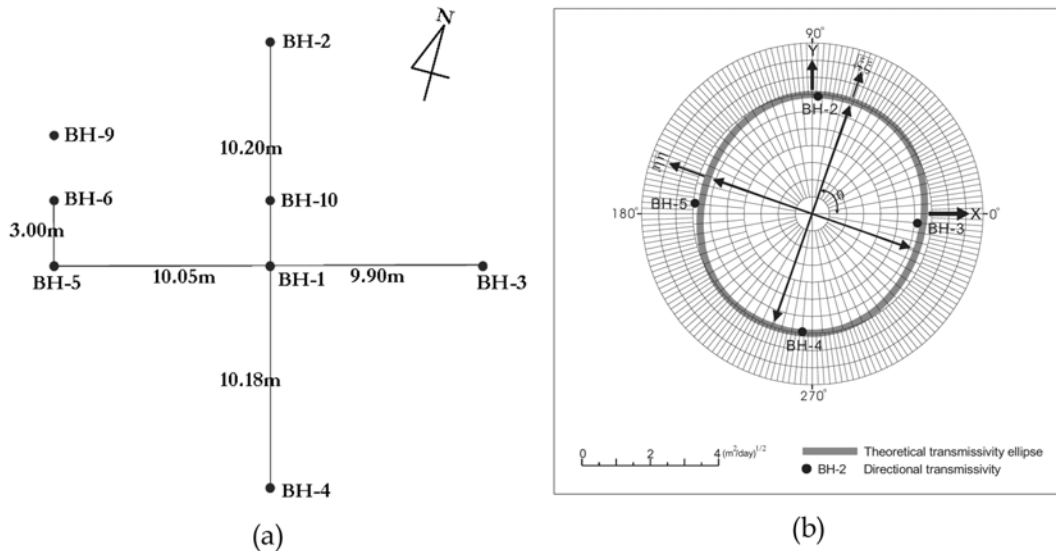 N
BH-2
BH-9
10.20m
BH-6
BH-10
3.00m
BH-5
10.05m
BH-1
9.90m
BH-3
10.18m
BH-4
(a)
90°
Y
BH-2
θ
180°
BH-5
X
0°
BH-3
BH-4
270°
0 2 4 (m²/day)^1/2
Theoretical transmissivity ellipse
BH-2 Directional transmissivity
(b)